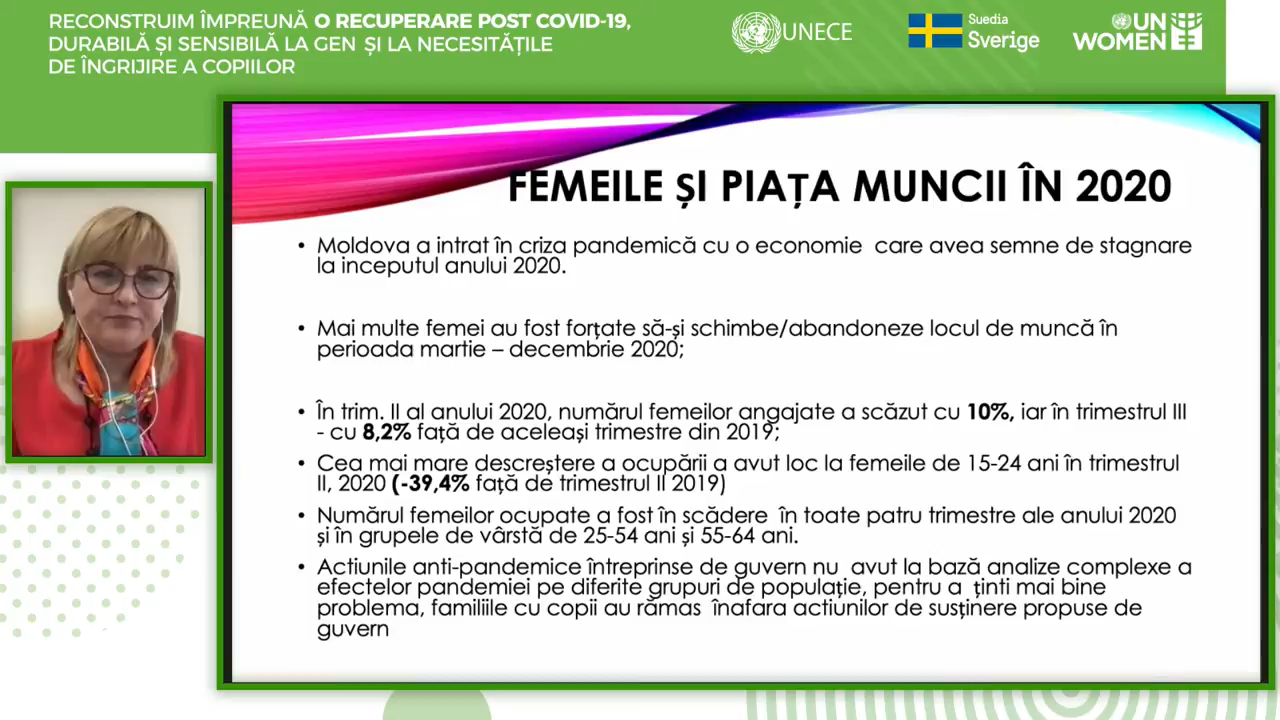 RECONSTRUIM ÎMPREUNĂ O RECUPERARE POST COVID-19,
DURABILĂ ȘI SENSIBILĂ LA GEN ȘI LA NECESITĂȚILE
DE ÎNGRIJIRE A COPIILOR
UNECE
Suedia
Sverige
UN
WOMEN
FEMEILE ȘI PIAȚA MUNCII ÎN 2020
• Moldova a intrat în criza pandemică cu o economie care avea semne de stagnare
la inceputul anului 2020.
• Mai multe femei au fost forțate să-și schimbe/abandoneze locul de muncă în
perioada martie – decembrie 2020;
• În trim. II al anului 2020, numărul femeilor angajate a scăzut cu 10%, iar în trimestrul III
- cu 8,2% față de aceleași trimestre din 2019;
• Cea mai mare descreștere a ocupării a avut loc la femeile de 15-24 ani în trimestrul
II, 2020 (-39,4% față de trimestrul II 2019)
• Numărul femeilor ocupate a fost în scădere în toate patru trimestre ale anului 2020
și în grupele de vârstă de 25-54 ani și 55-64 ani.
• Actiunile anti-pandemice întreprinse de guvern nu avut la bază analize complexe a
efectelor pandemiei pe diferite grupuri de populație, pentru a ținti mai bine
problema, familiile cu copii au rămas înafara actiunilor de susținere propuse de
guvern